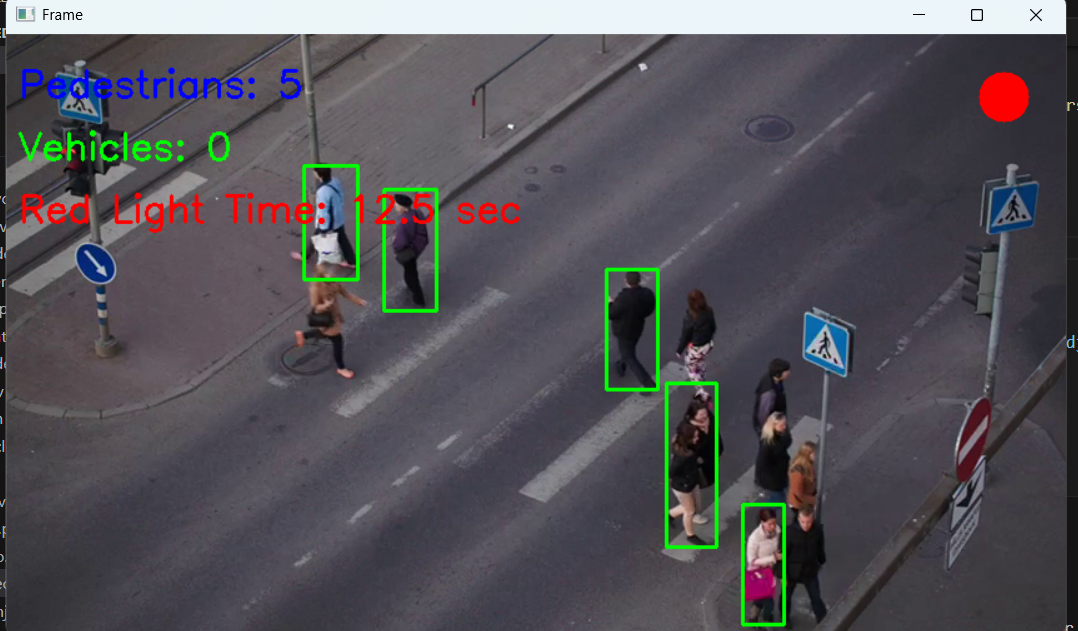 Frame
Pedestrians: 5
Vehicles: 0
Red Light Time: 12.5 sec